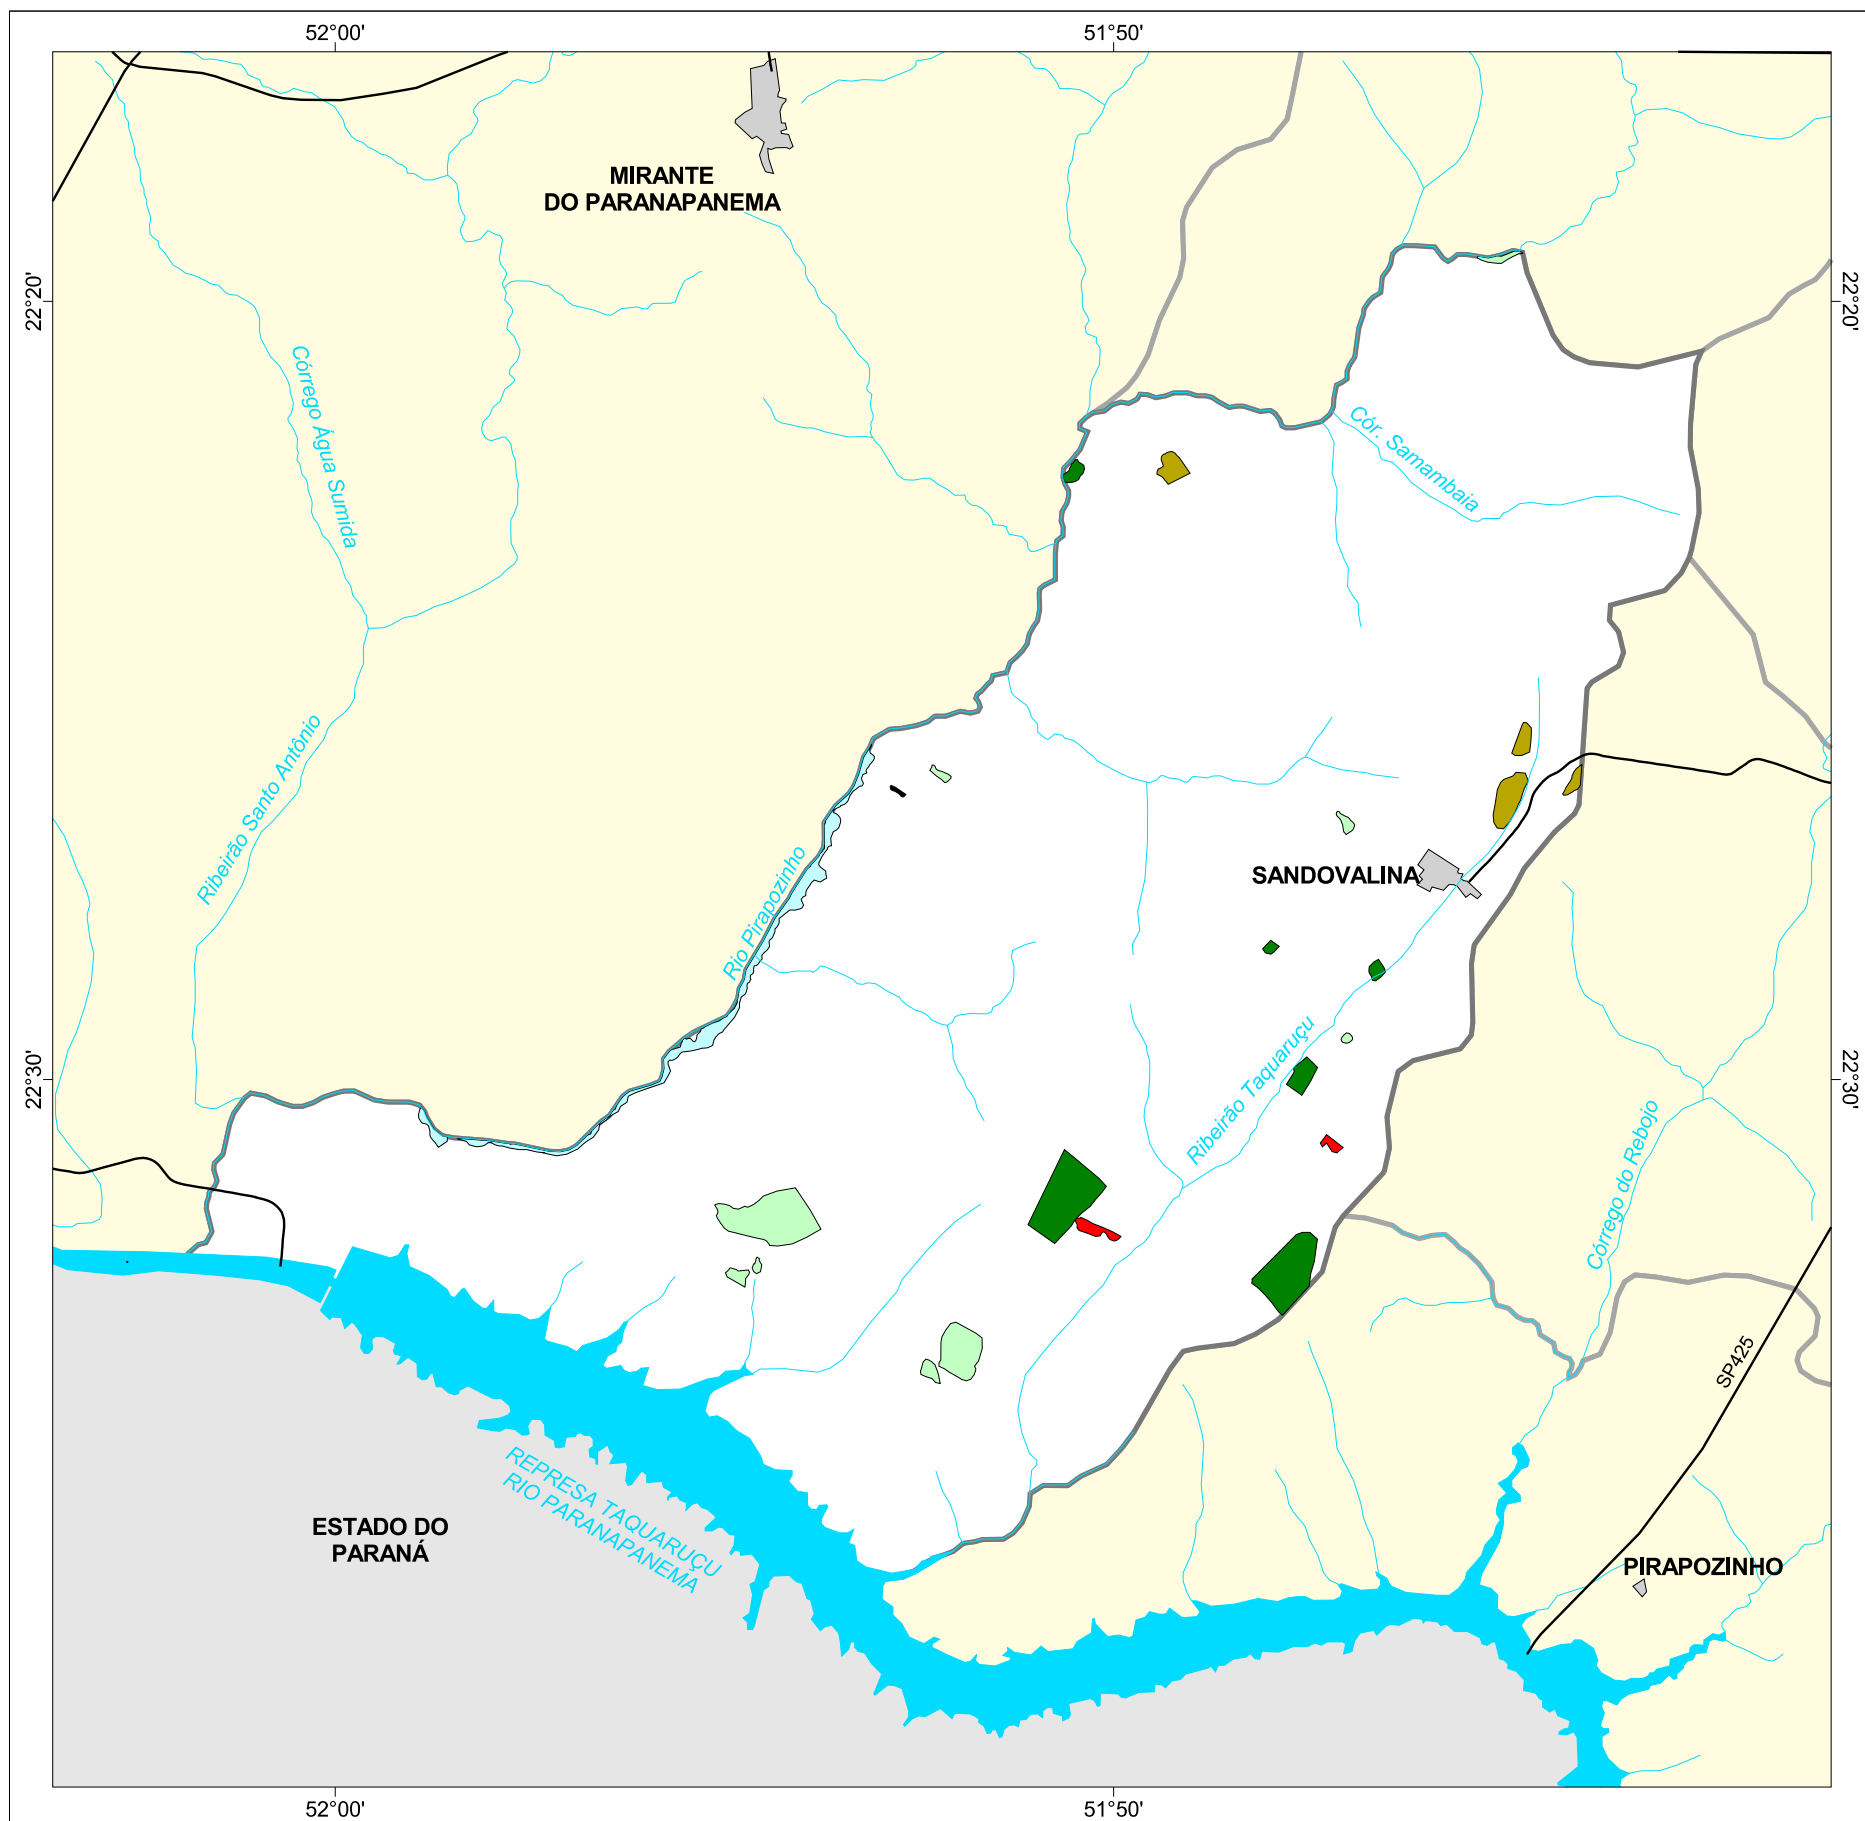 52°00'
51°50'
MIRANTE
DO PARANAPANEMA
22°20'
22°20'
Córrego Água Sumida
Cór. Samambaia
Ribeirão Santo Antônio
Rio Pirapozinho
SANDOVALINA
Ribeirão Taquaruçu
22°30'
22°30'
Córrego do Rebojo
SP425
REPRESA TAQUARUÇU
RIO PARANAPANEMA
ESTADO DO
PARANÁ
PIRAPOZINHO
52°00'
51°50'